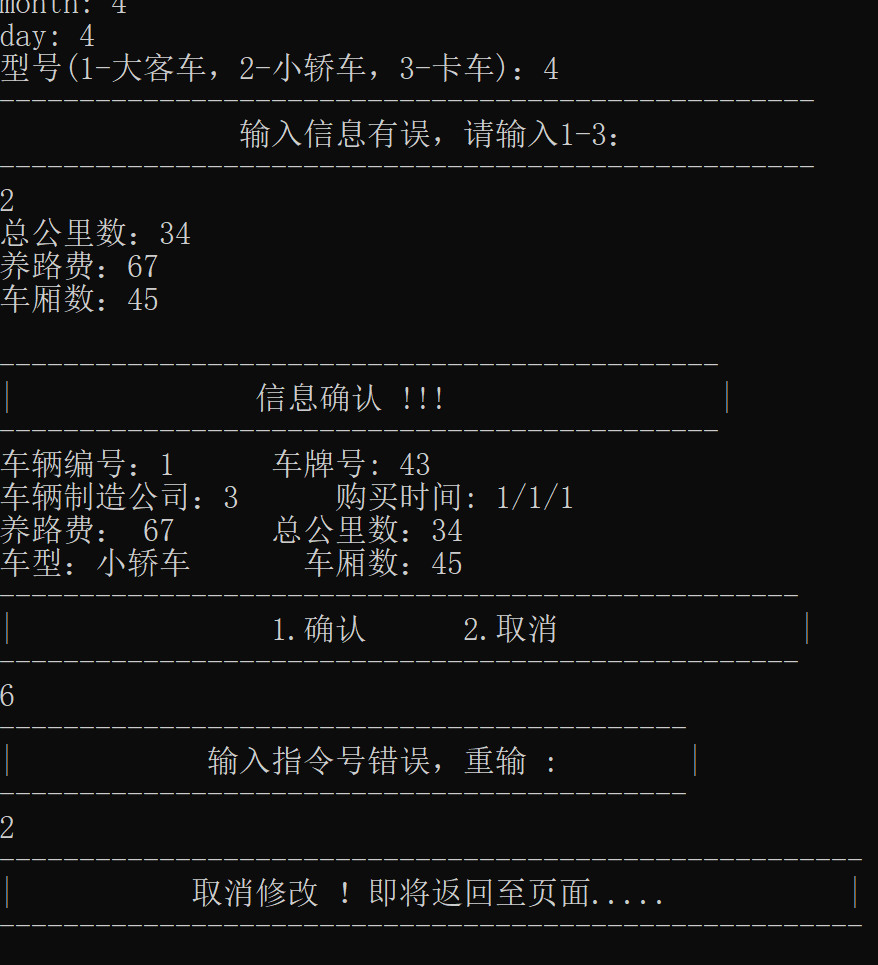 month: 4
day: 4
型号(1-大客车，2-小轿车，3-卡车)：4
---------------------------------------------------
输入信息有误，请输入1-3：
---------------------------------------------------
2
总公里数：34
养路费：67
车厢数：45
---------------------------------------------
| 信息确认 !!! |
---------------------------------------------
车辆编号：1 车牌号: 43
车辆制造公司：3 购买时间: 1/1/1
养路费： 67 总公里数：34
车型：小轿车 车厢数：45
--------------------------------------------------
| 1.确认 2.取消 |
--------------------------------------------------
6
-------------------------------------------
| 输入指令号错误，重输 : |
-------------------------------------------
2
------------------------------------------------------
| 取消修改 ! 即将返回至页面..... |
------------------------------------------------------